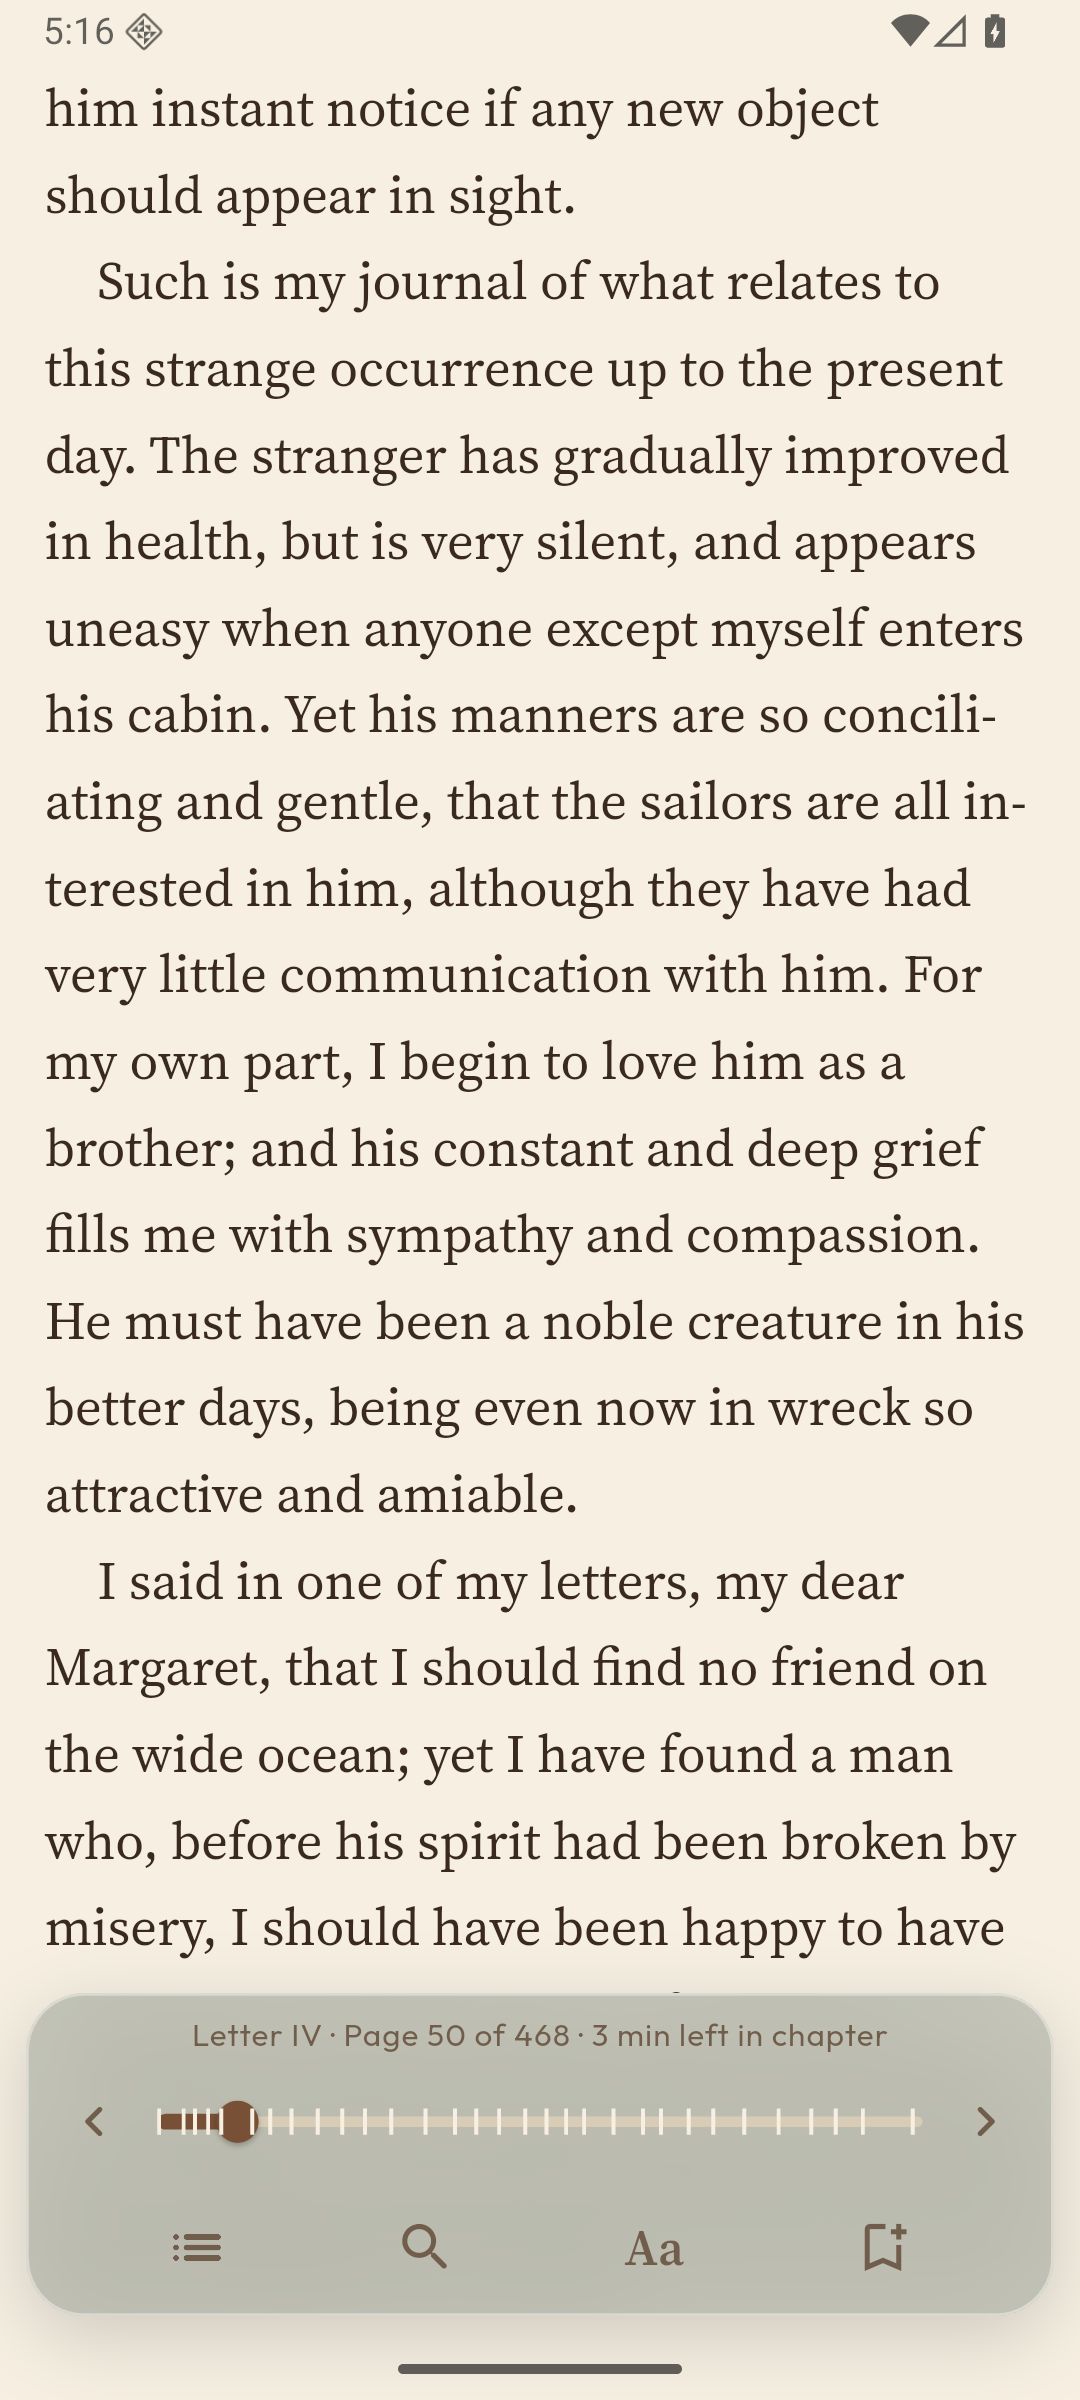 5:16
him instant notice if any new object
should appear in sight.
Such is my journal of what relates to
this strange occurrence up to the present
day. The stranger has gradually improved
in health, but is very silent, and appears
uneasy when anyone except myself enters
his cabin. Yet his manners are so concili-
ating and gentle, that the sailors are all in-
terested in him, although they have had
very little communication with him. For
my own part, I begin to love him as a
brother; and his constant and deep grief
fills me with sympathy and compassion.
He must have been a noble creature in his
better days, being even now in wreck so
attractive and amiable.
I said in one of my letters, my dear
Margaret, that I should find no friend on
the wide ocean; yet I have found a man
who, before his spirit had been broken by
misery, I should have been happy to have
Letter IV · Page 50 of 468 · 3 min left in chapter
Aa